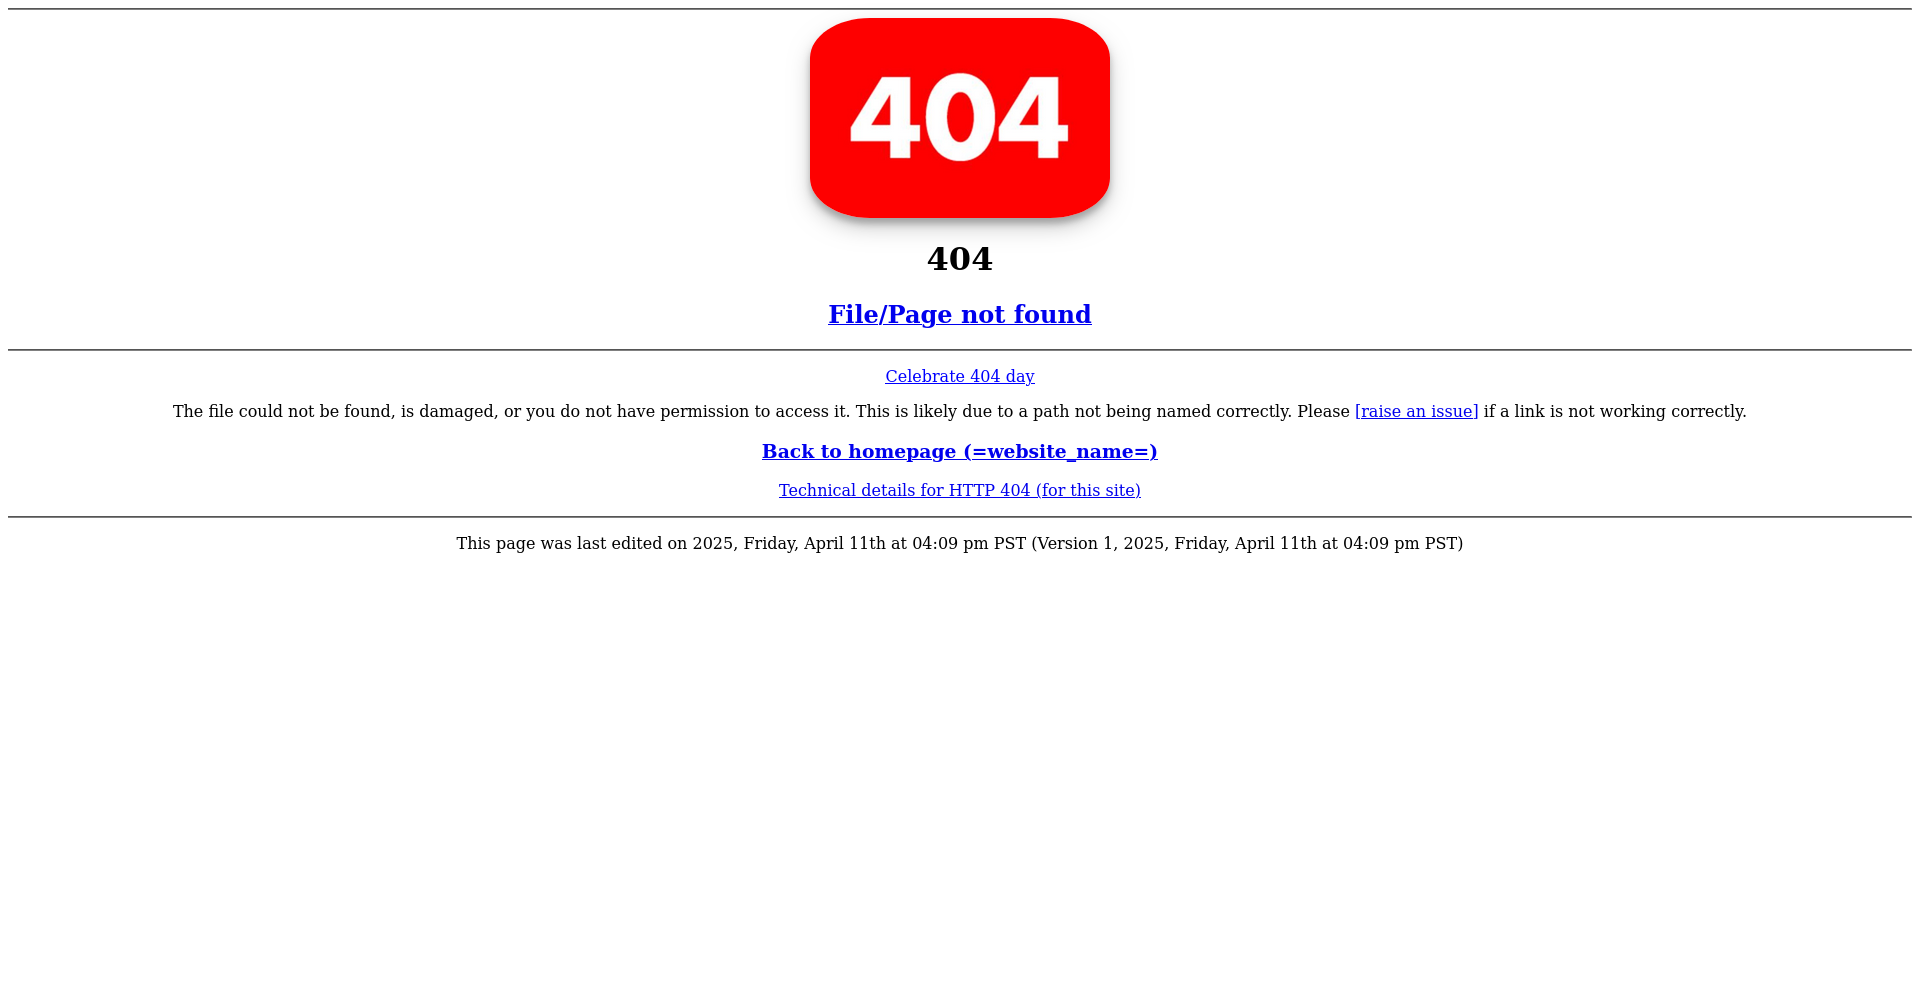 404
404
File/Page not found
Celebrate 404 day
The file could not be found, is damaged, or you do not have permission to access it. This is likely due to a path not being named correctly. Please [raise an issue] if a link is not working correctly.
Back to homepage (=website_name=)
Technical details for HTTP 404 (for this site)
This page was last edited on 2025, Friday, April 11th at 04:09 pm PST (Version 1, 2025, Friday, April 11th at 04:09 pm PST)